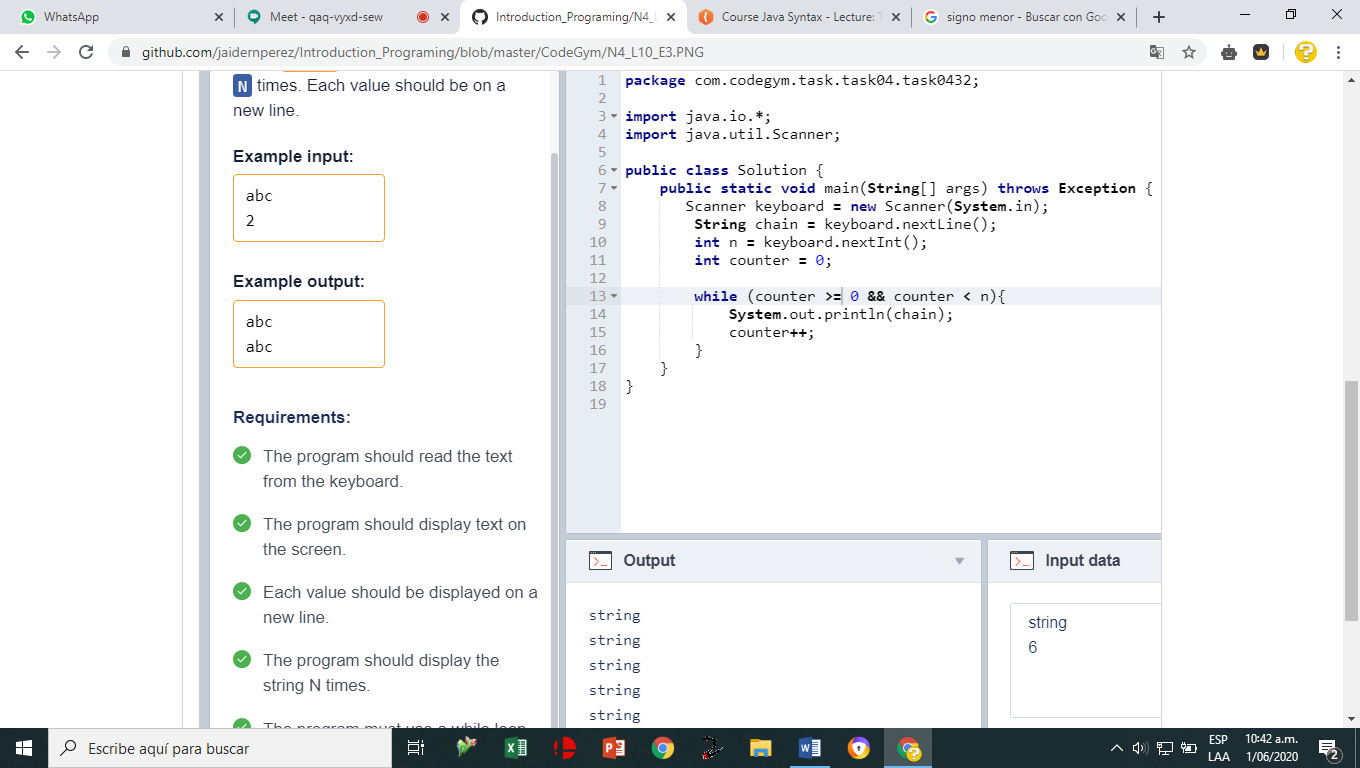 WhatsApp
Meet - qaq-vyxd-sew
Introduction_Programing/N4_L
Course Java Syntax - Lecture: T
signo menor - Buscar con Goo
github.com/jaidernperez/Introduction_Programing/blob/master/CodeGym/N4_L10_E3.PNG
N times. Each value should be on a
new line.
Example input:
abc
2
Example output:
abc
abc
Requirements:
The program should read the text
from the keyboard.
The program should display text on
the screen.
Each value should be displayed on a
new line.
The program should display the
string N times.
The program must use a while loop
1 package com.codegym.task.task04.task0432;
2
3 import java.io.*;
4 import java.util.Scanner;
5
6 public class Solution {
7 public static void main(String[] args) throws Exception {
8 Scanner keyboard = new Scanner(System.in);
9 String chain = keyboard.nextLine();
10 int n = keyboard.nextInt();
11 int counter = 0;
12
13 while (counter >= 0 && counter < n){
14 System.out.println(chain);
15 counter++;
16 }
17 }
18 }
19
Output
string
string
string
string
string
Input data
string
6
Escribe aquí para buscar
ESP
LAA
10:42 a.m.
1/06/2020
2